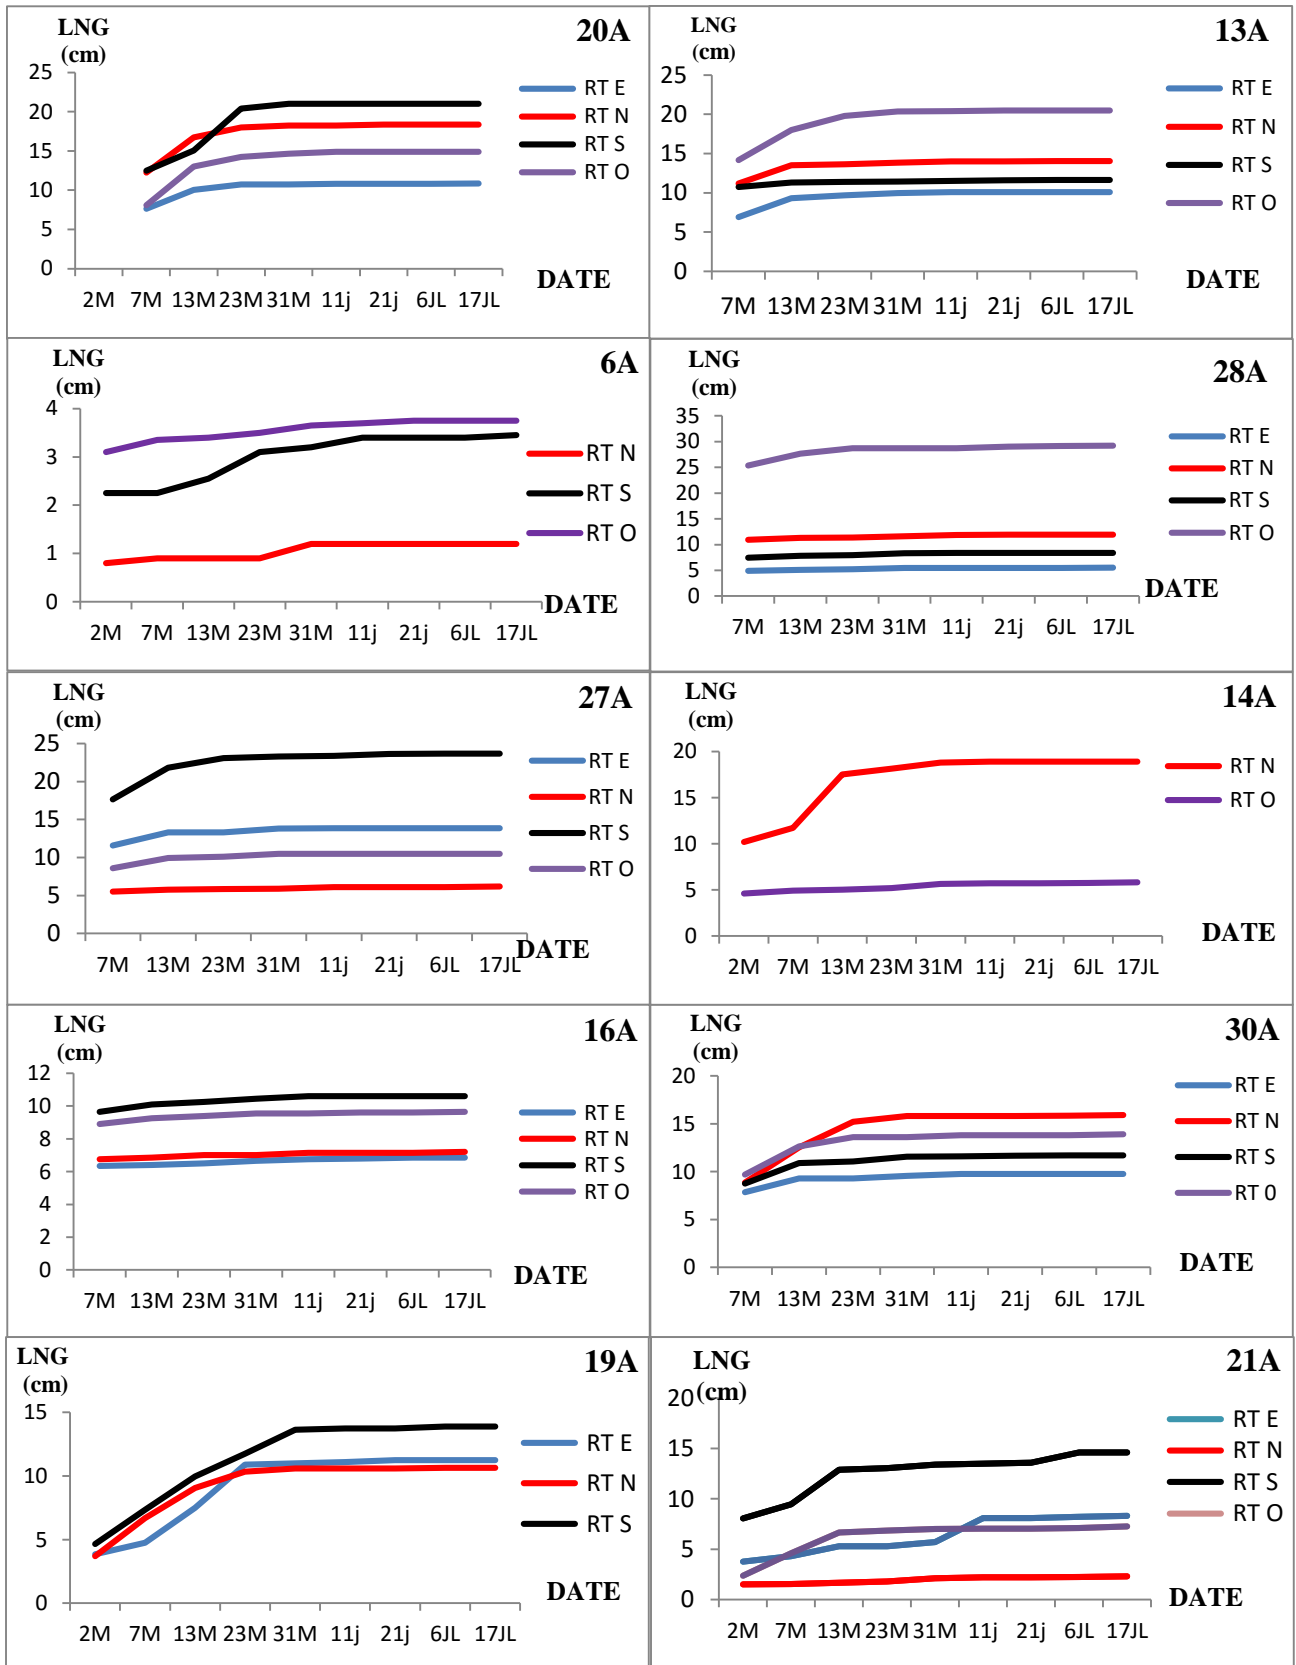 LNG
(cm)
20A
25
20
15
10
5
0
2M 7M 13M 23M 31M 11j 21j 6JL 17JL
DATE
RT E
RT N
RT S
RT O
LNG
(cm)
13A
25
20
15
10
5
0
7M 13M 23M 31M 11j 21j 6JL 17JL
DATE
RT E
RT N
RT S
RT O
LNG
(cm)
6A
4
3
2
1
0
2M 7M 13M 23M 31M 11j 21j 6JL 17JL
DATE
RT N
RT S
RT O
LNG
(cm)
28A
35
30
25
20
15
10
5
0
7M 13M 23M 31M 11j 21j 6JL 17JL
DATE
RT E
RT N
RT S
RT O
LNG
(cm)
27A
25
20
15
10
5
0
7M 13M 23M 31M 11j 21j 6JL 17JL
DATE
RT E
RT N
RT S
RT O
14A
20
15
10
5
0
2M 7M 13M 23M 31M 11j 21j 6JL 17JL
DATE
RT N
RT O
LNG
(cm)
16A
12
10
8
6
4
2
0
7M 13M 23M 31M 11j 21j 6JL 17JL
DATE
RT E
RT N
RT S
RT O
LNG
(cm)
30A
20
15
10
5
0
7M 13M 23M 31M 11j 21j 6JL 17JL
DATE
RT E
RT N
RT S
RT 0
LNG
(cm)
19A
15
10
5
0
2M 7M 13M 23M 31M 11j 21j 6JL 17JL
DATE
RT E
RT N
RT S
LNG
(cm)
21A
20
15
10
5
0
2M 7M 13M 23M 31M 11j 21j 6JL 17JL
DATE
RT E
RT N
RT S
RT O